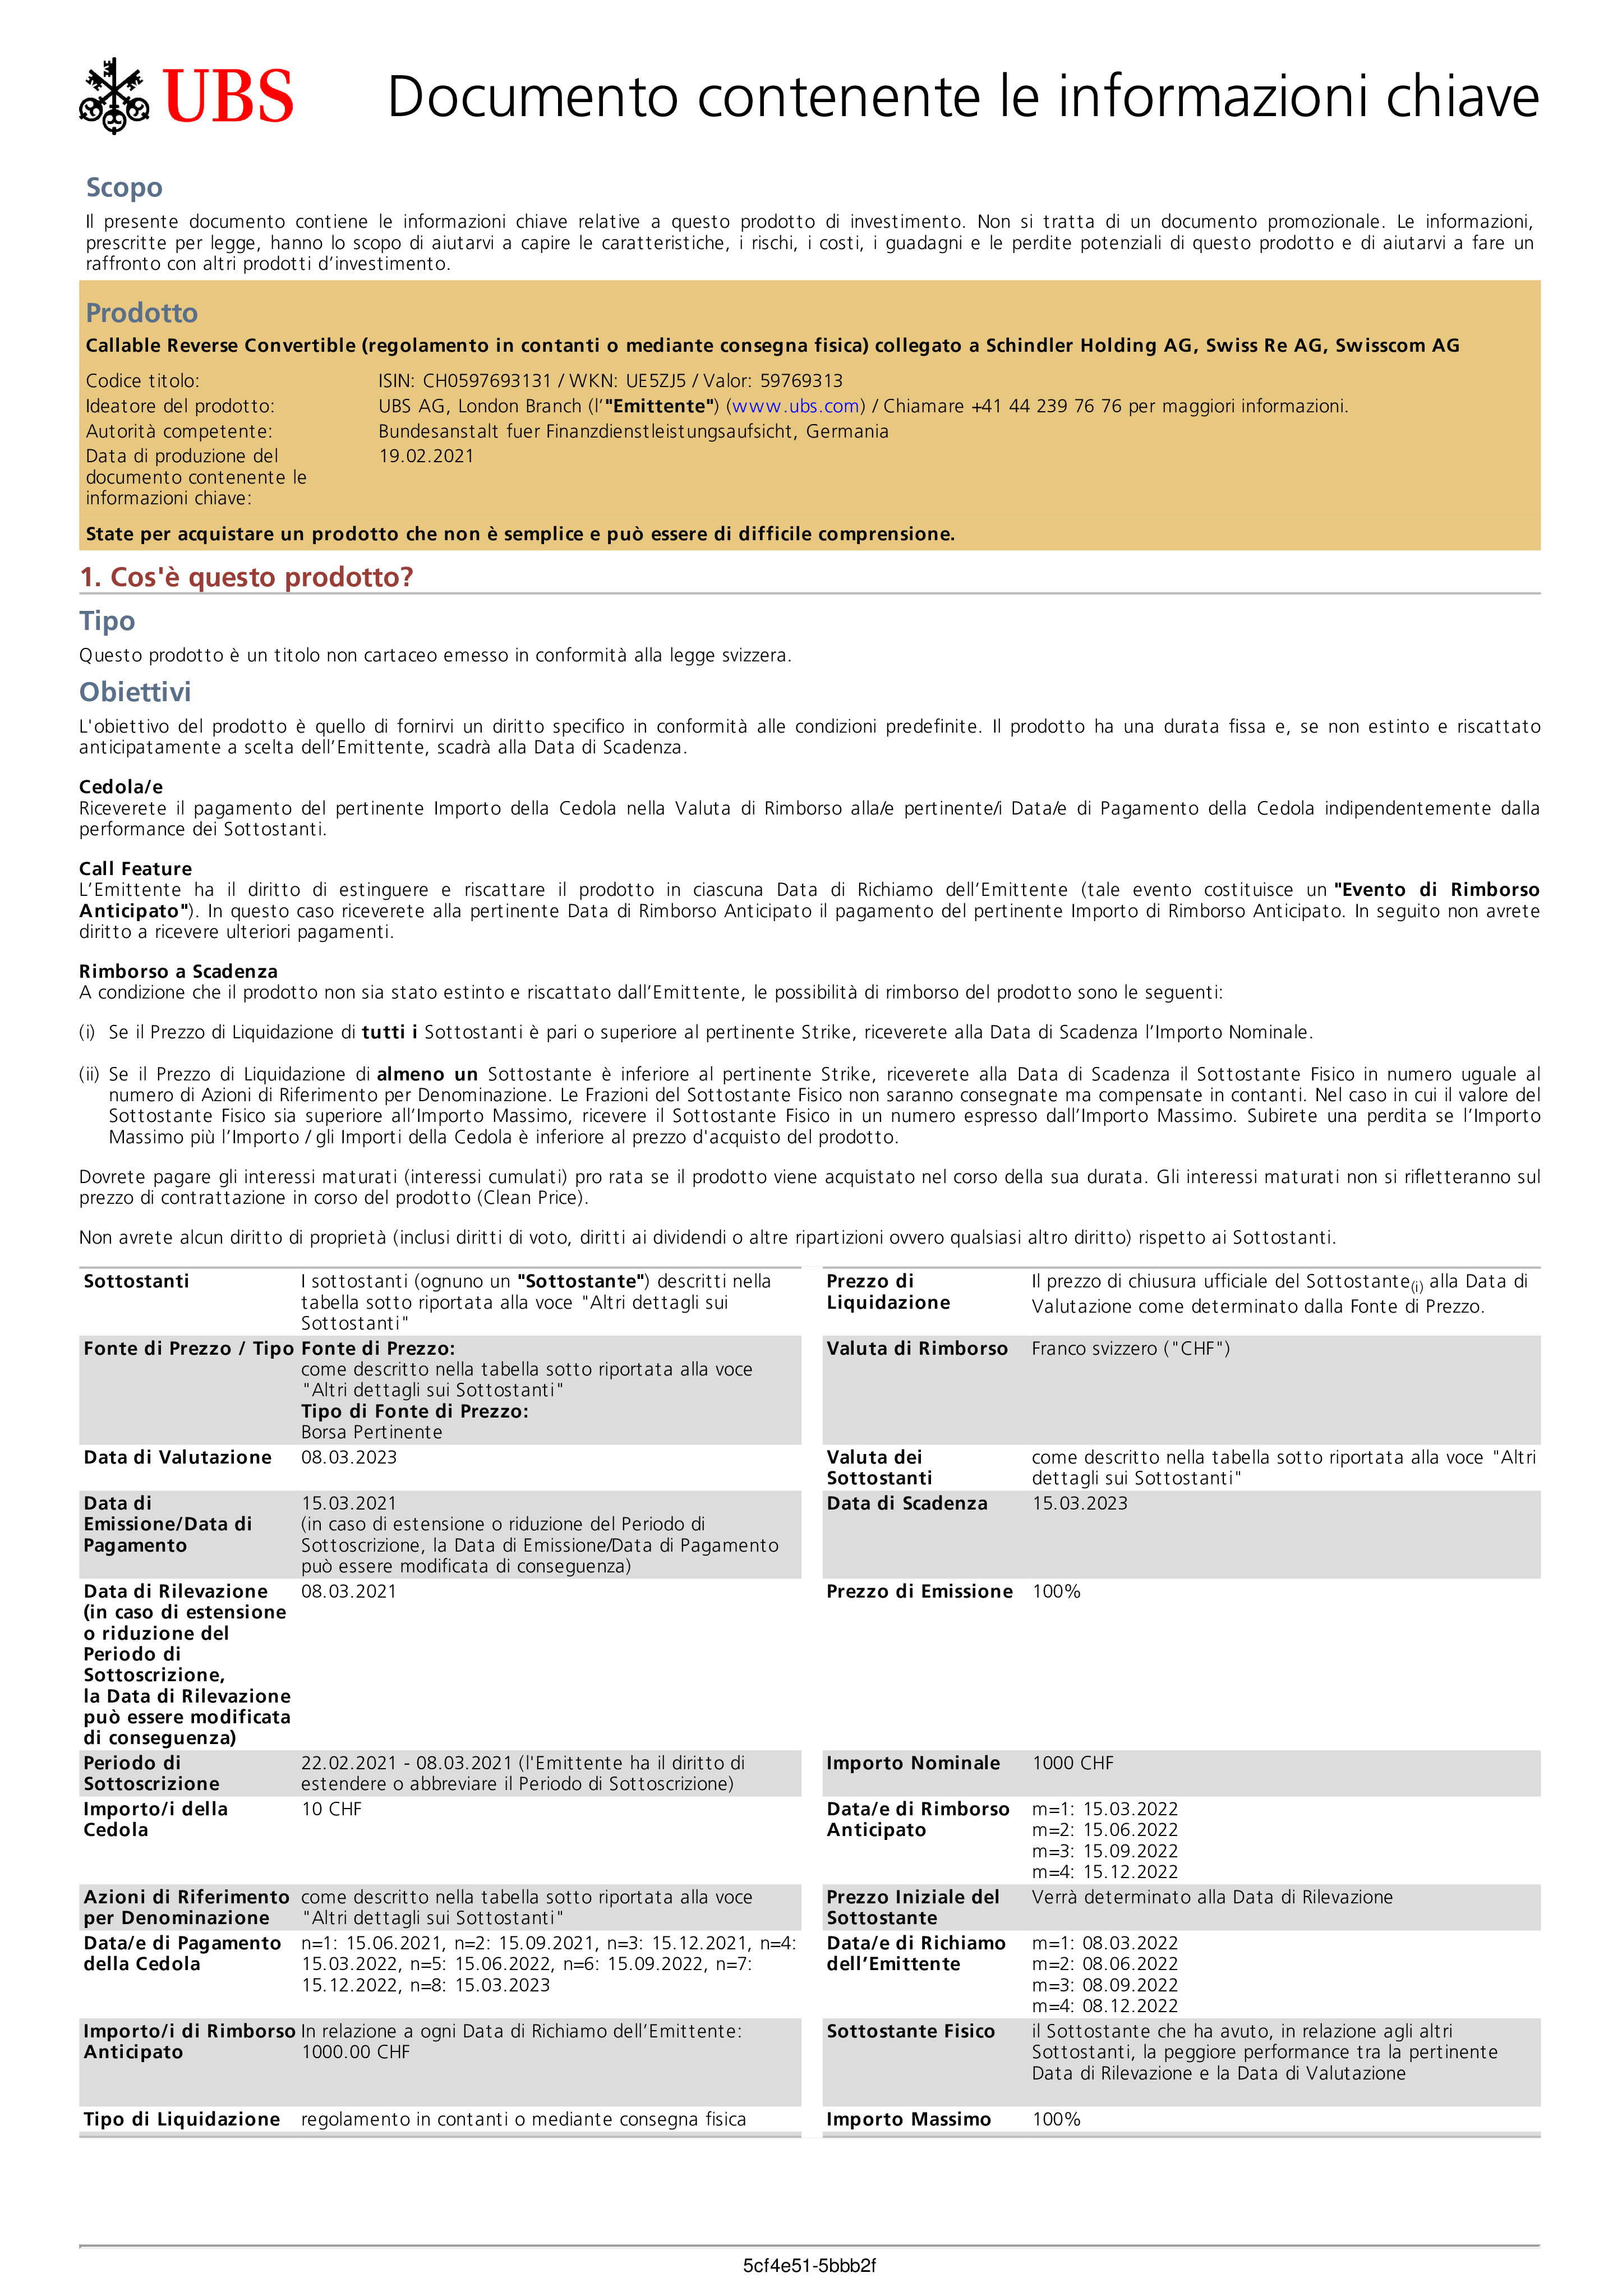 UBS
Documento contenente le informazioni chiave
Scopo
Il presente documento contiene le informazioni chiave relative a questo prodotto di investimento. Non si tratta di un documento promozionale. Le informazioni,
prescritte per legge, hanno lo scopo di aiutarvi a capire le caratteristiche, i rischi, i costi, i guadagni e le perdite potenziali di questo prodotto e di aiutarvi a fare un
raffronto con altri prodotti d’investimento.
Prodotto
Callable Reverse Convertible (regolamento in contanti o mediante consegna fisica) collegato a Schindler Holding AG, Swiss Re AG, Swisscom AG
Codice titolo: ISIN: CH0597693131 / WKN: UE5ZJ5 / Valor: 59769313
Ideatore del prodotto: UBS AG, London Branch (l’"Emittente") (www.ubs.com) / Chiamare +41 44 239 76 76 per maggiori informazioni.
Autorità competente: Bundesanstalt fuer Finanzdienstleistungsaufsicht, Germania
Data di produzione del 19.02.2021
documento contenente le
informazioni chiave:
State per acquistare un prodotto che non è semplice e può essere di difficile comprensione.
1. Cos'è questo prodotto?
Tipo
Questo prodotto è un titolo non cartaceo emesso in conformità alla legge svizzera.
Obiettivi
L'obiettivo del prodotto è quello di fornirvi un diritto specifico in conformità alle condizioni predefinite. Il prodotto ha una durata fissa e, se non estinto e riscattato
anticipatamente a scelta dell’Emittente, scadrà alla Data di Scadenza.
Cedola/e
Riceverete il pagamento del pertinente Importo della Cedola nella Valuta di Rimborso alla/e pertinente/i Data/e di Pagamento della Cedola indipendentemente dalla
performance dei Sottostanti.
Call Feature
L’Emittente ha il diritto di estinguere e riscattare il prodotto in ciascuna Data di Richiamo dell’Emittente (tale evento costituisce un "Evento di Rimborso
Anticipato"). In questo caso riceverete alla pertinente Data di Rimborso Anticipato il pagamento del pertinente Importo di Rimborso Anticipato. In seguito non avrete
diritto a ricevere ulteriori pagamenti.
Rimborso a Scadenza
A condizione che il prodotto non sia stato estinto e riscattato dall’Emittente, le possibilità di rimborso del prodotto sono le seguenti:
(i) Se il Prezzo di Liquidazione di tutti i Sottostanti è pari o superiore al pertinente Strike, riceverete alla Data di Scadenza l’Importo Nominale.
(ii) Se il Prezzo di Liquidazione di almeno un Sottostante è inferiore al pertinente Strike, riceverete alla Data di Scadenza il Sottostante Fisico in numero uguale al
numero di Azioni di Riferimento per Denominazione. Le Frazioni del Sottostante Fisico non saranno consegnate ma compensate in contanti. Nel caso in cui il valore del
Sottostante Fisico sia superiore all’Importo Massimo, ricevere il Sottostante Fisico in un numero espresso dall’Importo Massimo. Subirete una perdita se l’Importo
Massimo più l’Importo / gli Importi della Cedola è inferiore al prezzo d'acquisto del prodotto.
Dovrete pagare gli interessi maturati (interessi cumulati) pro rata se il prodotto viene acquistato nel corso della sua durata. Gli interessi maturati non si rifletteranno sul
prezzo di contrattazione in corso del prodotto (Clean Price).
Non avrete alcun diritto di proprietà (inclusi diritti di voto, diritti ai dividendi o altre ripartizioni ovvero qualsiasi altro diritto) rispetto ai Sottostanti.
Sottostanti I sottostanti (ognuno un "Sottostante") descritti nella
tabella sotto riportata alla voce "Altri dettagli sui
Sottostanti"
Prezzo di Il prezzo di chiusura ufficiale del Sottostante(i) alla Data di
Liquidazione Valutazione come determinato dalla Fonte di Prezzo.
Fonte di Prezzo / Tipo Fonte di Prezzo:
come descritto nella tabella sotto riportata alla voce
"Altri dettagli sui Sottostanti"
Tipo di Fonte di Prezzo:
Borsa Pertinente
Valuta di Rimborso Franco svizzero ("CHF")
Data di Valutazione 08.03.2023
Valuta dei come descritto nella tabella sotto riportata alla voce "Altri
Sottostanti dettagli sui Sottostanti"
Data di 15.03.2021
Emissione/Data di (in caso di estensione o riduzione del Periodo di
Pagamento Sottoscrizione, la Data di Emissione/Data di Pagamento
può essere modificata di conseguenza)
Data di Scadenza 15.03.2023
Data di Rilevazione 08.03.2021
(in caso di estensione
o riduzione del
Periodo di
Sottoscrizione,
la Data di Rilevazione
può essere modificata
di conseguenza)
Prezzo di Emissione 100%
Periodo di 22.02.2021 - 08.03.2021 (l'Emittente ha il diritto di
Sottoscrizione estendere o abbreviare il Periodo di Sottoscrizione)
Importo Nominale 1000 CHF
Importo/i della 10 CHF
Cedola
Data/e di Rimborso m=1: 15.03.2022
Anticipato m=2: 15.06.2022
m=3: 15.09.2022
m=4: 15.12.2022
Azioni di Riferimento come descritto nella tabella sotto riportata alla voce
per Denominazione "Altri dettagli sui Sottostanti"
Prezzo Iniziale del Verrà determinato alla Data di Rilevazione
Sottostante
Data/e di Pagamento n=1: 15.06.2021, n=2: 15.09.2021, n=3: 15.12.2021, n=4:
della Cedola 15.03.2022, n=5: 15.06.2022, n=6: 15.09.2022, n=7:
15.12.2022, n=8: 15.03.2023
Data/e di Richiamo m=1: 08.03.2022
dell’Emittente m=2: 08.06.2022
m=3: 08.09.2022
m=4: 08.12.2022
Importo/i di Rimborso In relazione a ogni Data di Richiamo dell’Emittente:
Anticipato 1000.00 CHF
Sottostante Fisico il Sottostante che ha avuto, in relazione agli altri
Sottostanti, la peggiore performance tra la pertinente
Data di Rilevazione e la Data di Valutazione
Tipo di Liquidazione regolamento in contanti o mediante consegna fisica
Importo Massimo 100%
5cf4e51-5bbb2f